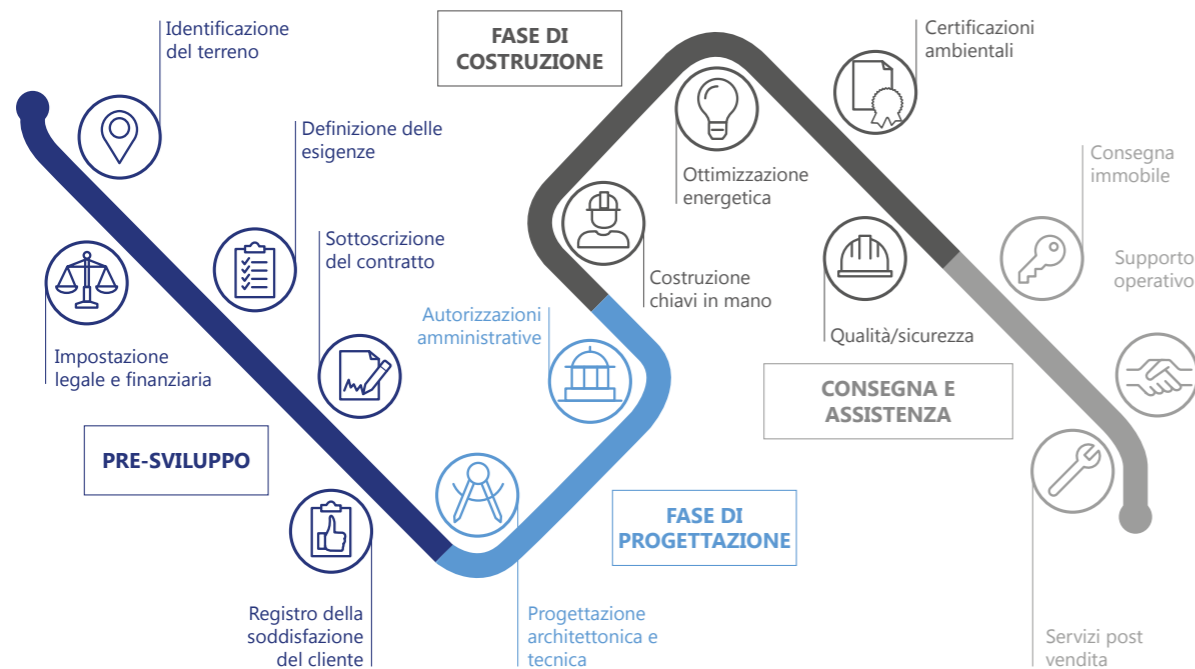 Identificazione
del terreno
Impostazione
legale e finanziaria
Definizione delle
esigenze
Sottoscrizione
del contratto
PRE-SVILUPPO
Registro della
soddisfazione
del cliente
Progettazione
architettonica e
tecnica
Autorizzazioni
amministrative
FASE DI
PROGETTAZIONE
FASE DI
COSTRUZIONE
Costruzione
chiavi in mano
Ottimizzazione
energetica
Certificazioni
ambientali
Qualità/sicurezza
CONSEGNA E
ASSISTENZA
Consegna
immobile
Supporto
operativo
Servizi post
vendita